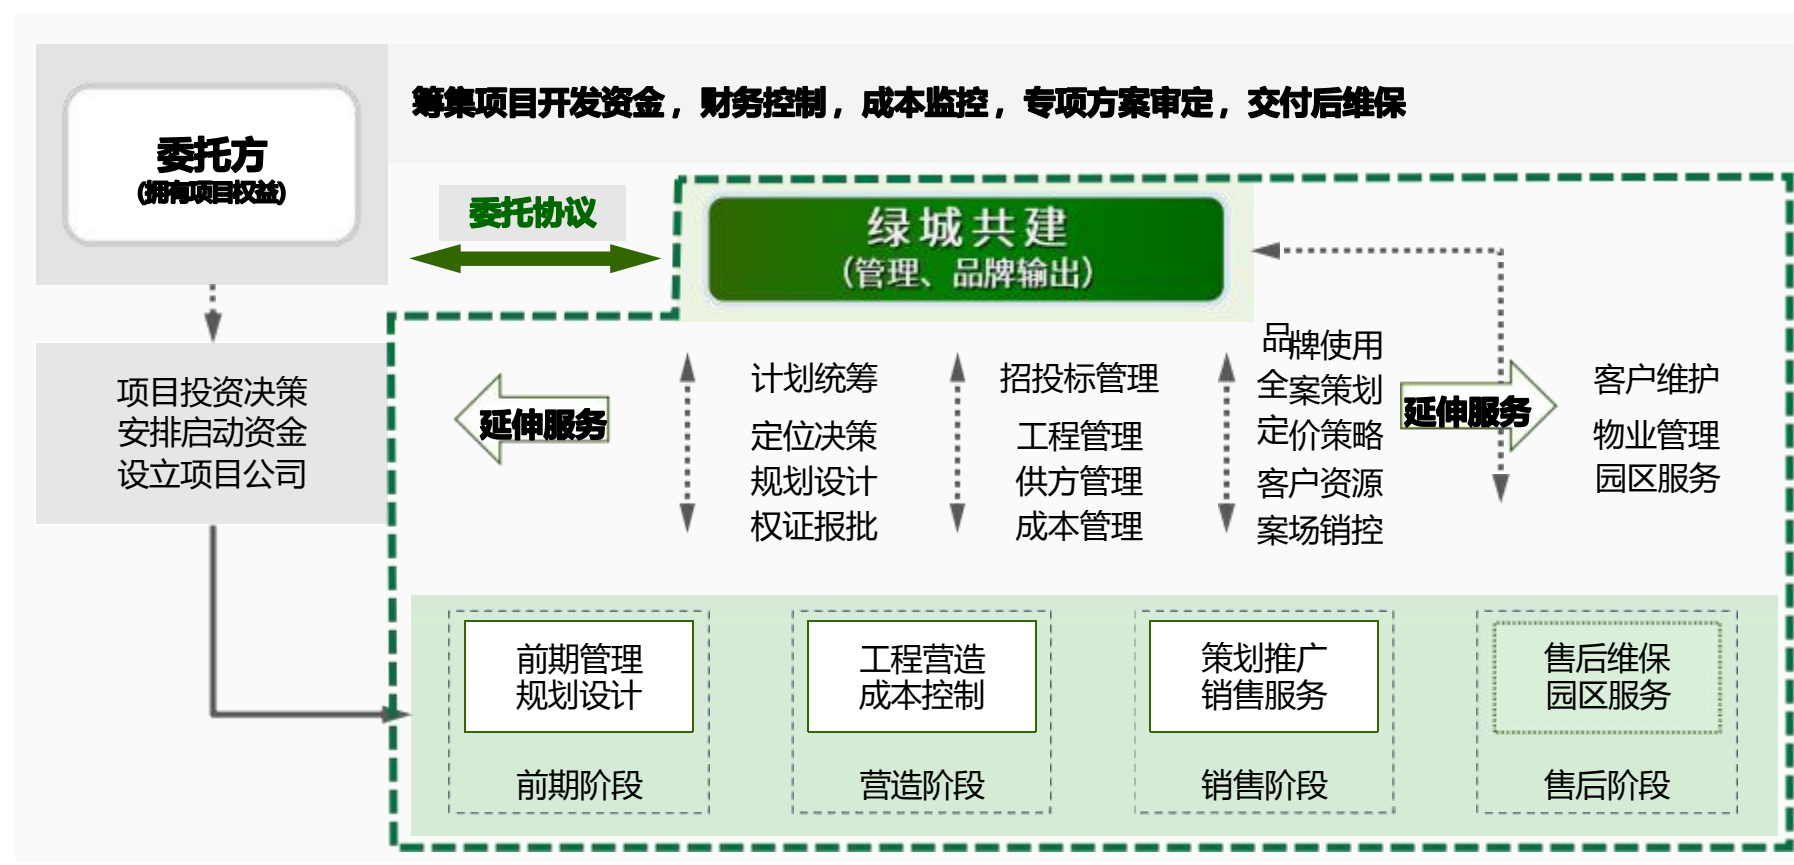 筹集项目开发资金，财务控制，成本监控，专项方案审定，交付后维保
委托方
(拥有项目权益)
委托协议
绿城共建
(管理、品牌输出)
项目投资决策
安排启动资金
设立项目公司
延伸服务
计划统筹
定位决策
规划设计
权证报批
招投标管理
工程管理
供方管理
成本管理
品牌使用
全案策划
定价策略
客户资源
案场销控
延伸服务
客户维护
物业管理
园区服务
前期管理
规划设计
前期阶段
工程营造
成本控制
营造阶段
策划推广
销售服务
销售阶段
售后维保
园区服务
售后阶段